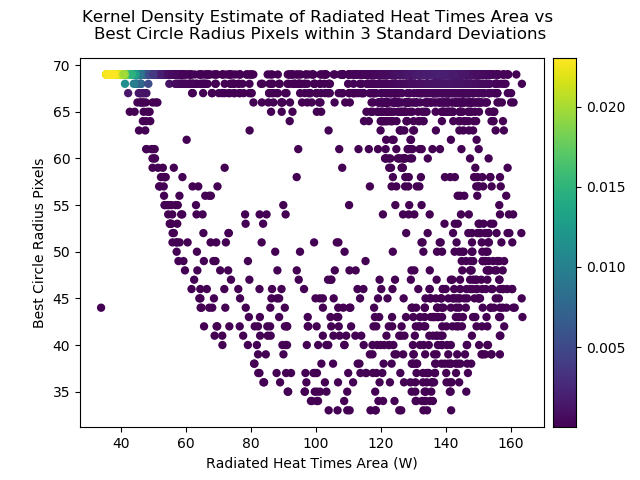 Kernel Density Estimate of Radiated Heat Times Area vs
Best Circle Radius Pixels within 3 Standard Deviations
Best Circle Radius Pixels
70
65
60
55
50
45
40
35
40 60 80 100 120 140 160
Radiated Heat Times Area (W)
0.020
0.015
0.010
0.005